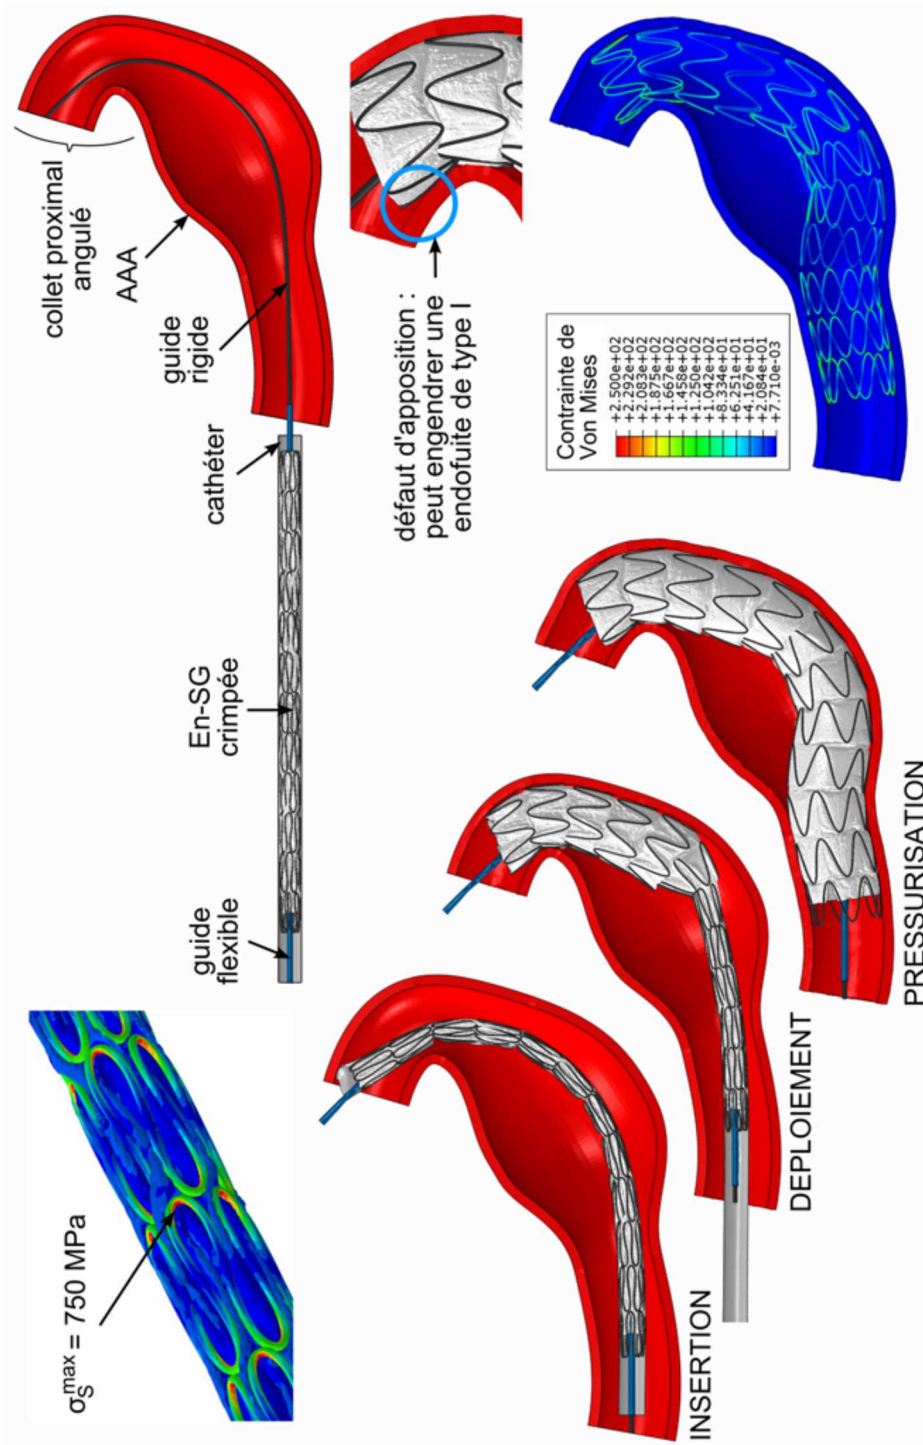 collet proximal
angulé
AAA
guide
rigide
cathéter
En-SG
crimpée
guide
flexible
σ_S^max = 750 MPa
défaut d'apposition :
peut engendrer une
endofuite de type I
Contrainte de
Von Mises
+2.500e+02
+2.292e+02
+2.083e+02
+1.875e+02
+1.667e+02
+1.458e+02
+1.250e+02
+1.042e+02
+8.334e+01
+6.251e+01
+4.167e+01
+2.084e+01
+7.710e-03
INSERTION
DEPLOIEMENT
PRESSURISATION